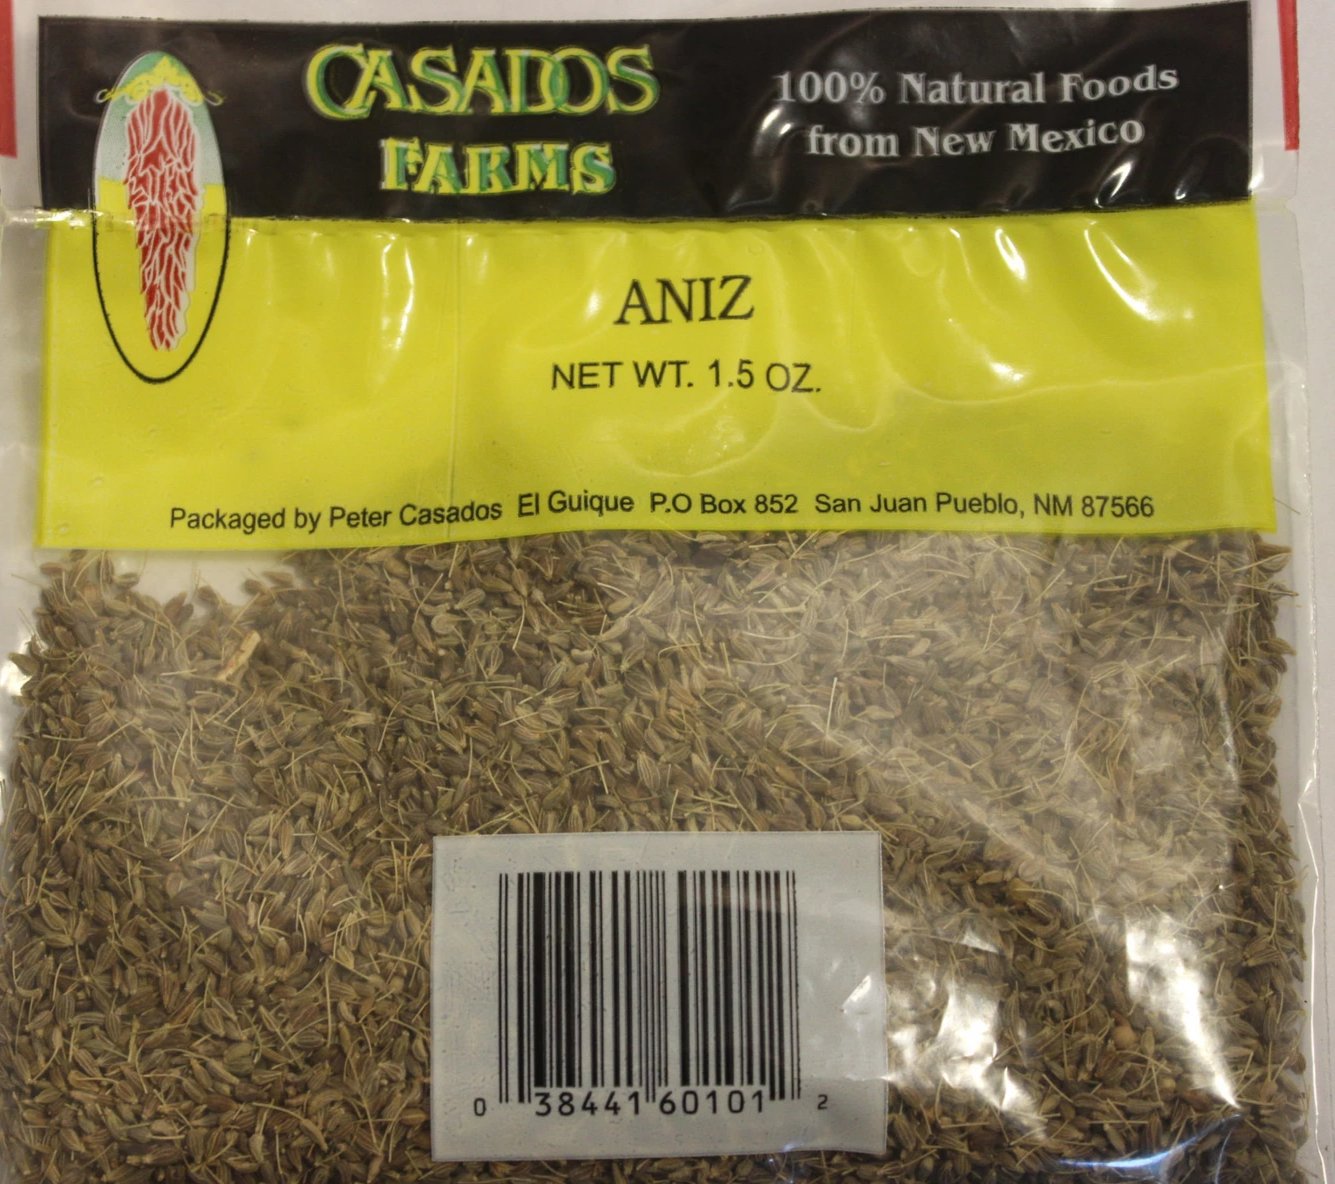 CASADOS
FARMS
100% Natural Foods
from New Mexico
ANIZ
NET WT. 1.5 OZ.
Packaged by Peter Casados El Guique P.O Box 852 San Juan Pueblo, NM 87566
0 38441 60101 2